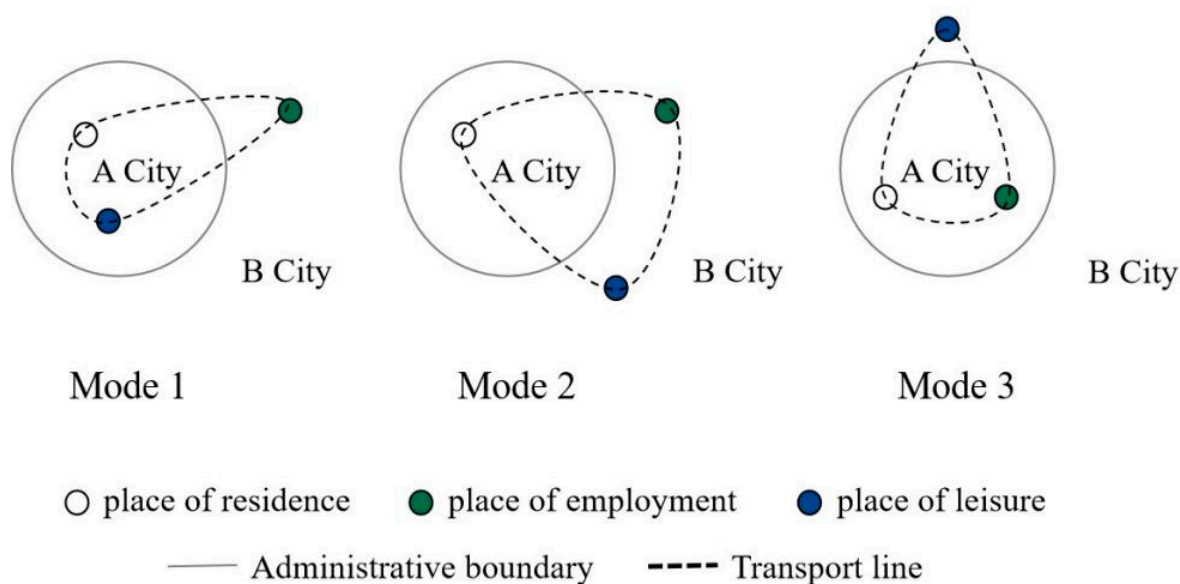 A City
B City
A City
B City
A City
B City
Mode 1
Mode 2
Mode 3
place of residence
place of employment
place of leisure
Administrative boundary
Transport line